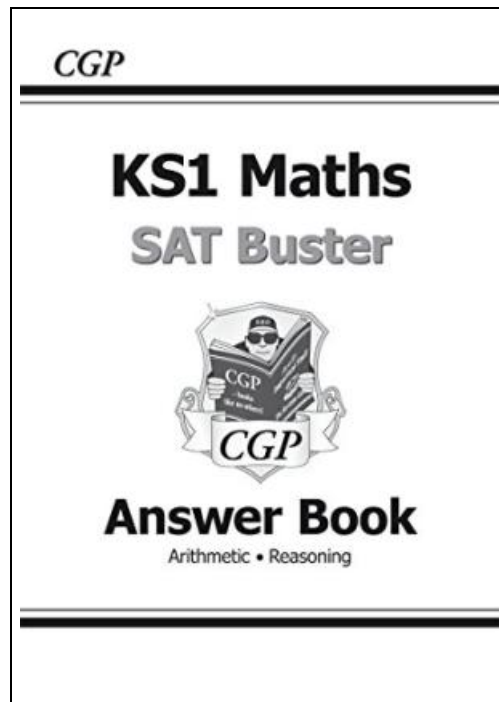 CGP
KS1 Maths
SAT Buster
CGP
CGP
Answer Book
Arithmetic • Reasoning